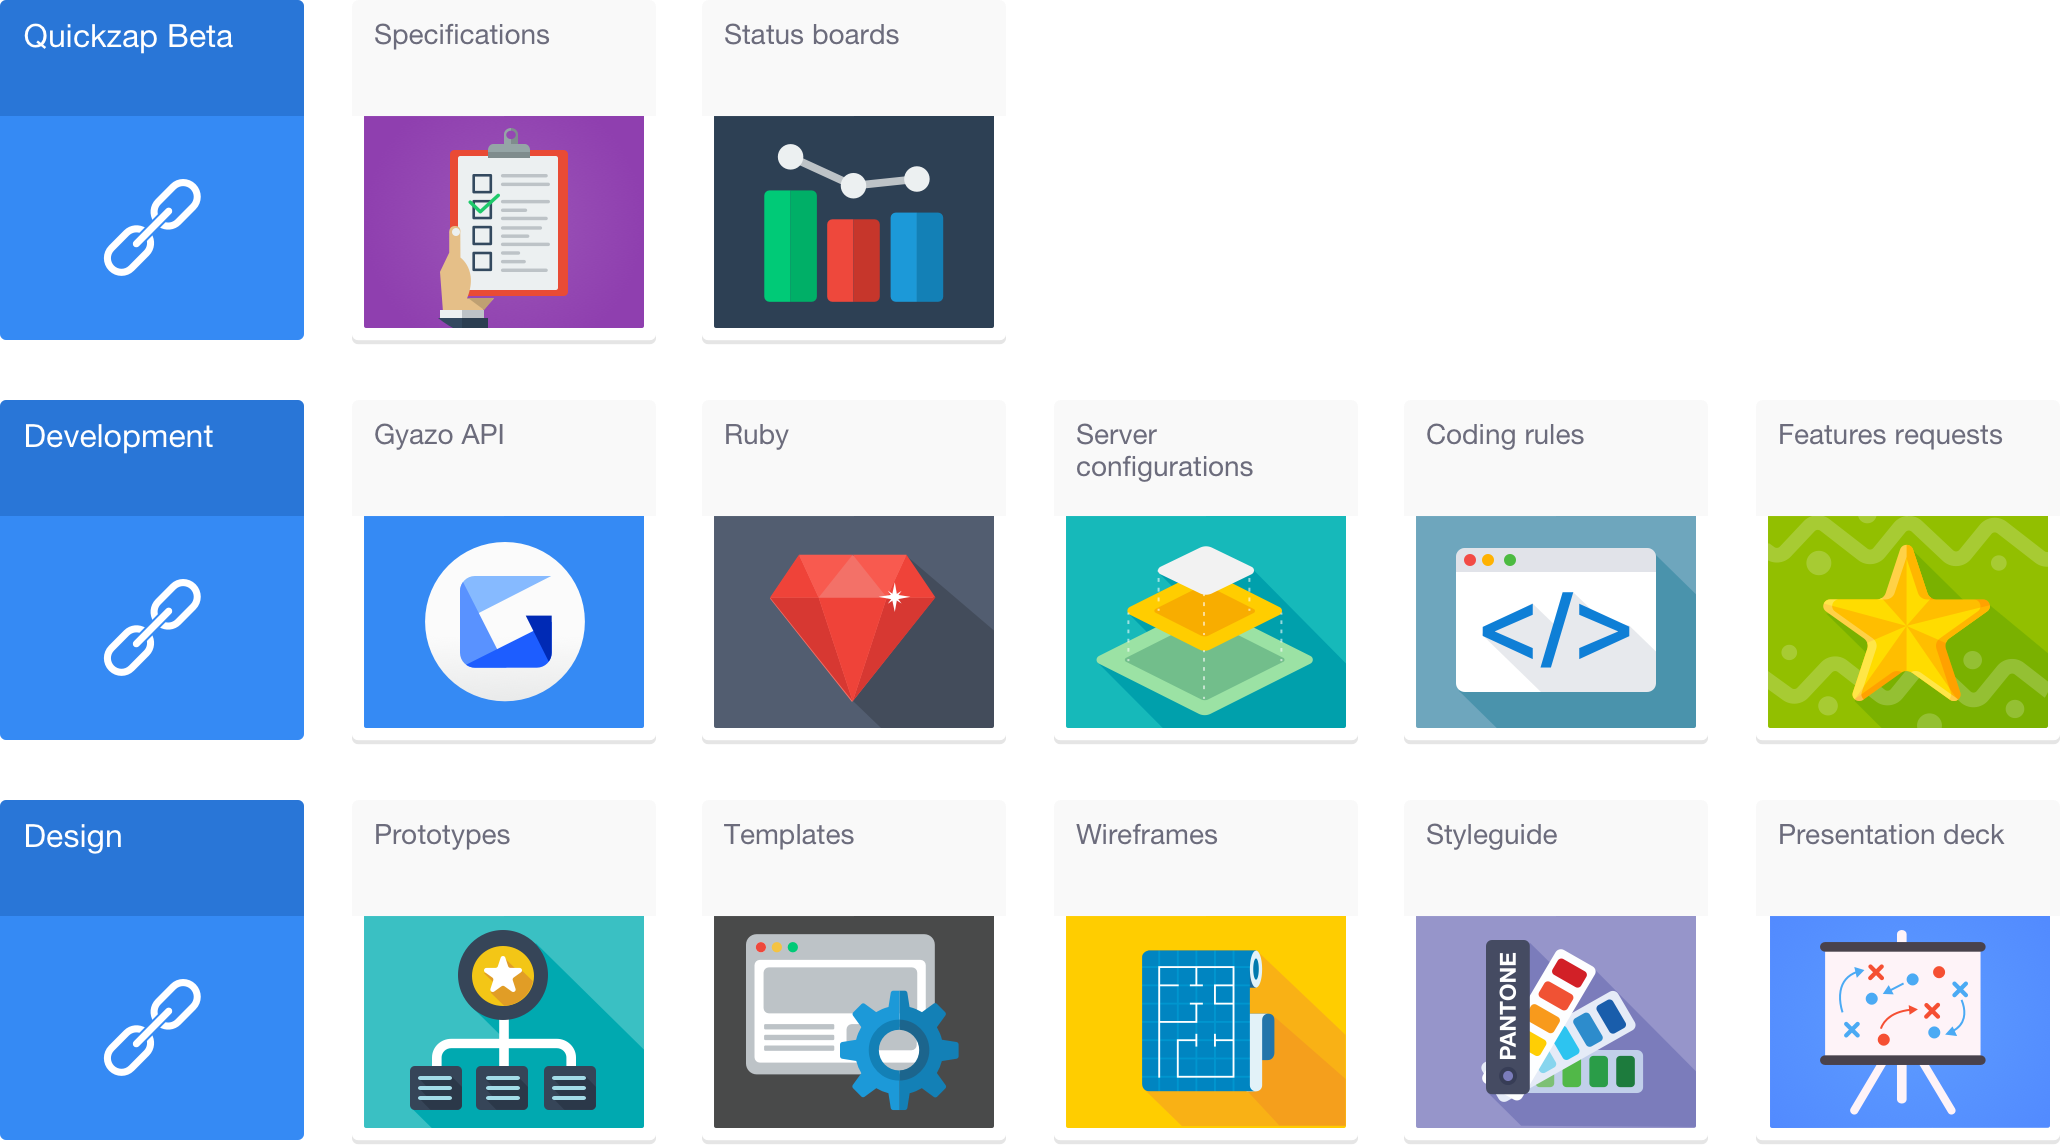 Quickzap Beta
Specifications
Status boards
Development
Gyazo API
Ruby
Server
configurations
Coding rules
Features requests
</>
Design
Prototypes
Templates
Wireframes
Styleguide
Presentation deck
PANTONE